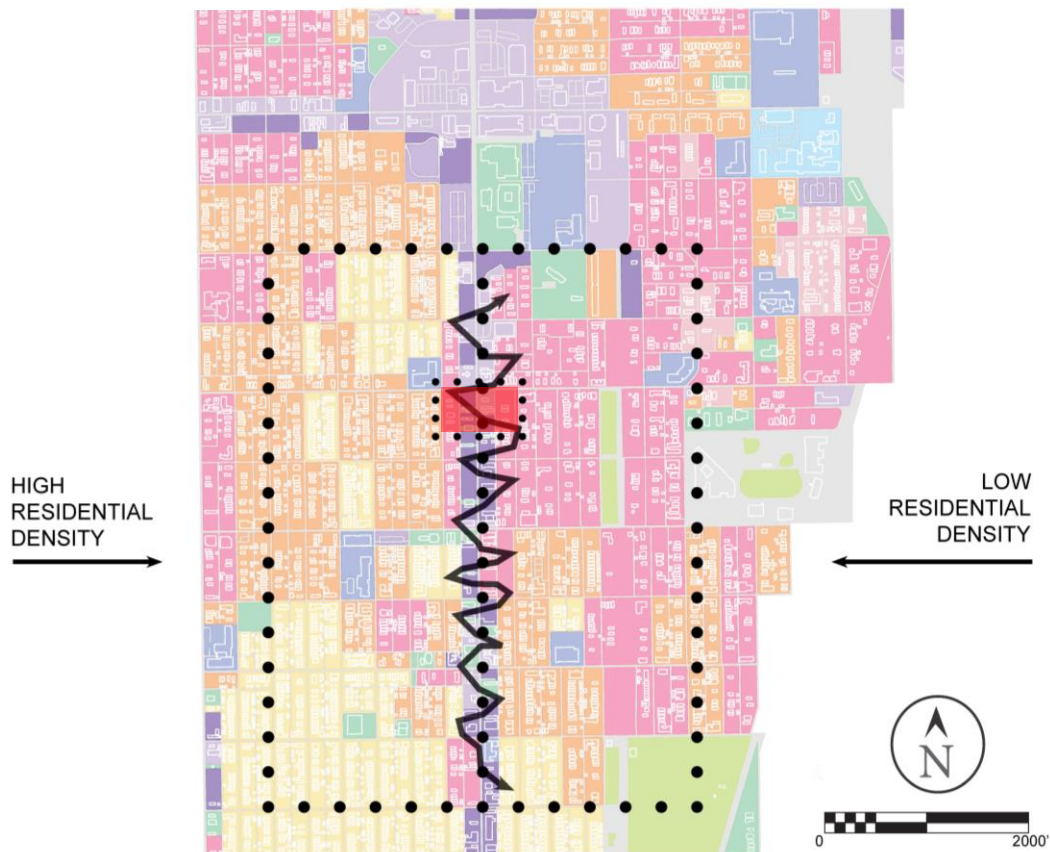 HIGH
RESIDENTIAL
DENSITY
LOW
RESIDENTIAL
DENSITY
N
0
2000'